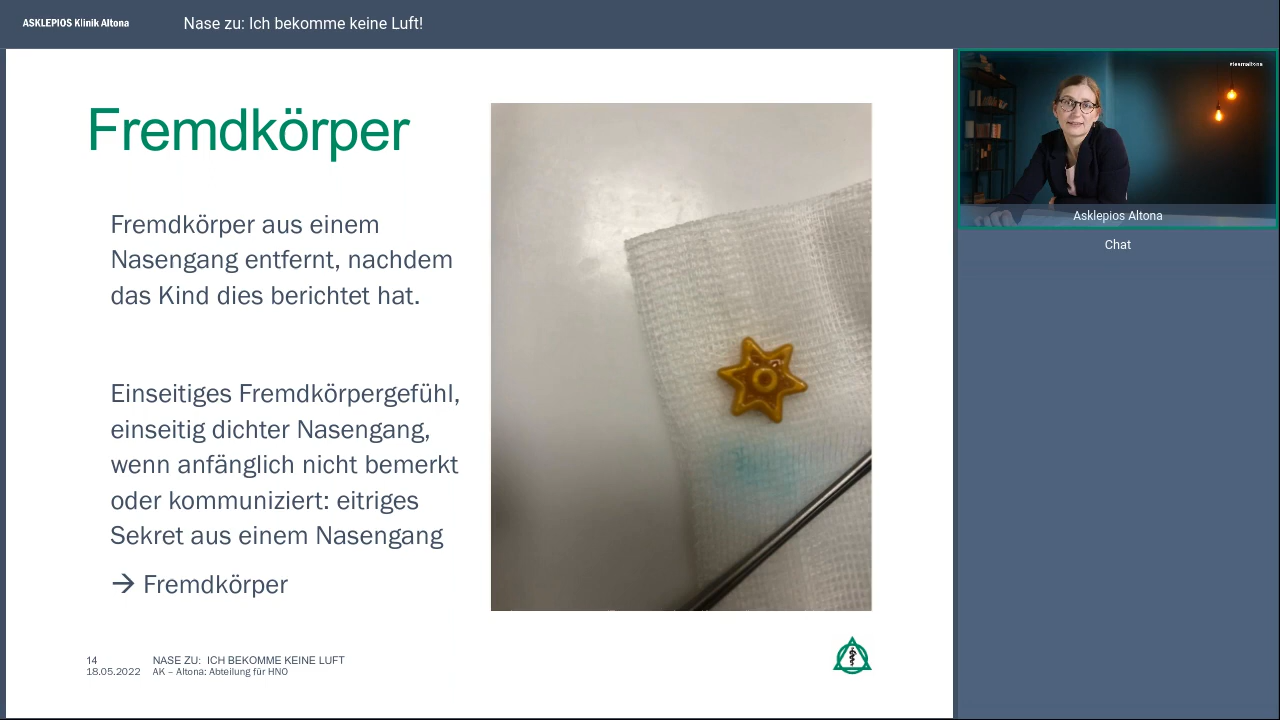 ASKLEPIOS Klinik Altona
Nase zu: Ich bekomme keine Luft!
Fremdkörper
Fremdkörper aus einem
Nasengang entfernt, nachdem
das Kind dies berichtet hat.
Einseitiges Fremdkörpergefühl,
einseitig dichter Nasengang,
wenn anfänglich nicht bemerkt
oder kommuniziert: eitriges
Sekret aus einem Nasengang
→ Fremdkörper
14 NASE ZU: ICH BEKOMME KEINE LUFT
18.05.2022 AK – Altona: Abteilung für HNO
#teamaltona
Asklepios Altona
Chat